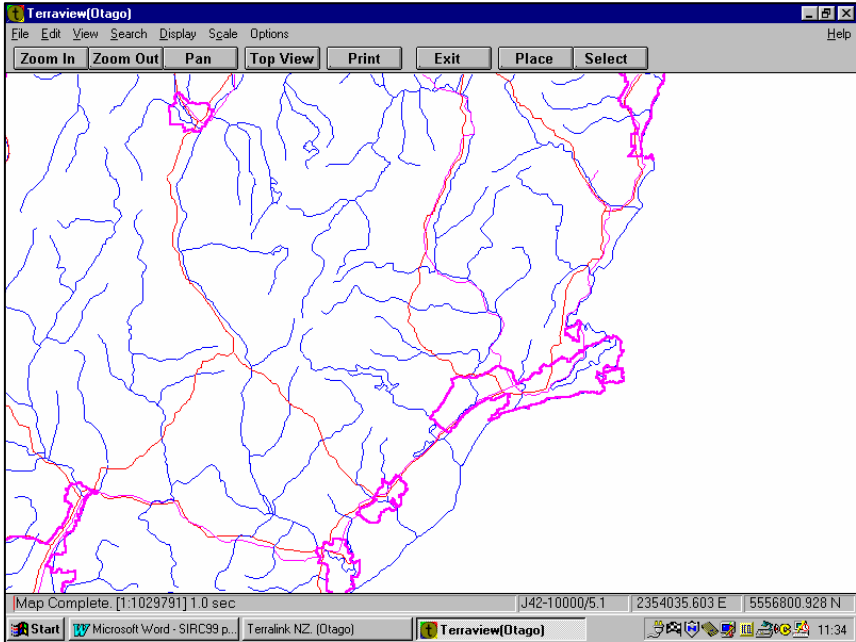 Terraview(Otago)
File Edit View Search Display Scale Options Help
Zoom In Zoom Out Pan Top View Print Exit Place Select
Map Complete. [1:1029791] 1.0 sec J42-10000/5.1 2354035.603 E 5556800.928 N
Start Microsoft Word - SIRC99 p... Terralink NZ. (Otago) Terraview(Otago) 11:34